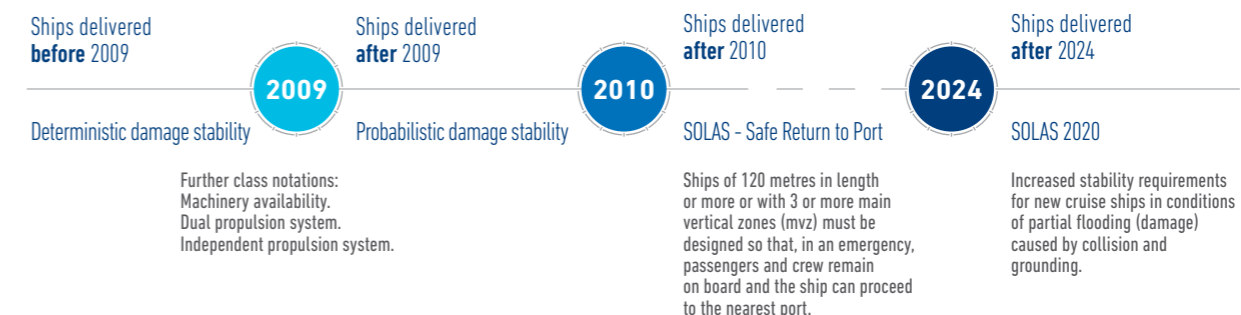 Ships delivered
before 2009
2009
Ships delivered
after 2009
2010
Ships delivered
after 2010
2024
Ships delivered
after 2024
Deterministic damage stability
Probabilistic damage stability
SOLAS - Safe Return to Port
SOLAS 2020
Further class notations:
Machinery availability.
Dual propulsion system.
Independent propulsion system.
Ships of 120 metres in length
or more or with 3 or more main
vertical zones (mvz) must be
designed so that, in an emergency,
passengers and crew remain
on board and the ship can proceed
to the nearest port.
Increased stability requirements
for new cruise ships in conditions
of partial flooding (damage)
caused by collision and
grounding.